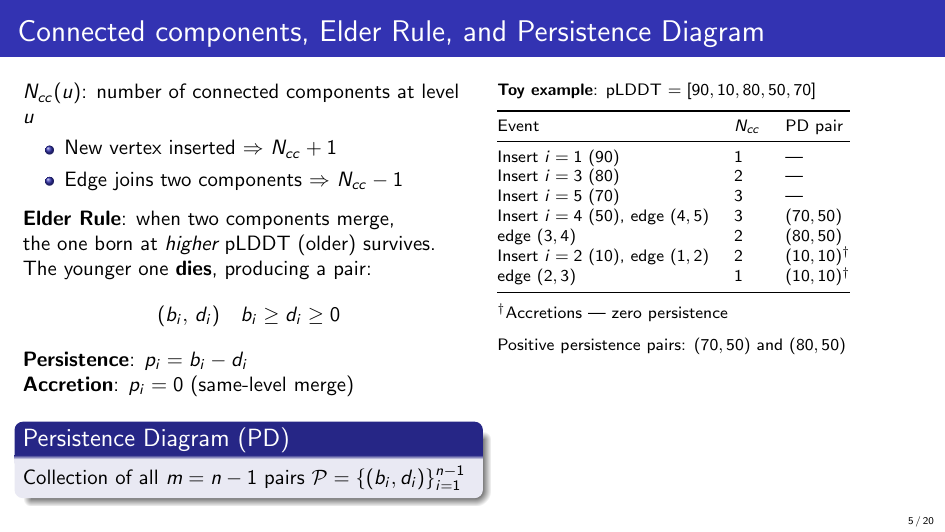 Connected components, Elder Rule, and Persistence Diagram
N_cc(u): number of connected components at level
u
New vertex inserted ⇒ N_cc + 1
Edge joins two components ⇒ N_cc − 1
Elder Rule: when two components merge,
the one born at higher pLDDT (older) survives.
The younger one dies, producing a pair:
(b_i, d_i) b_i ≥ d_i ≥ 0
Persistence: p_i = b_i − d_i
Accretion: p_i = 0 (same-level merge)
Persistence Diagram (PD)
Collection of all m = n − 1 pairs 𝒫 = {(b_i, d_i)}_{i=1}^{n−1}
Toy example: pLDDT = [90, 10, 80, 50, 70]
Event N_cc PD pair
Insert i = 1 (90) 1 —
Insert i = 3 (80) 2 —
Insert i = 5 (70) 3 —
Insert i = 4 (50), edge (4, 5) 3 (70, 50)
edge (3, 4) 2 (80, 50)
Insert i = 2 (10), edge (1, 2) 2 (10, 10)†
edge (2, 3) 1 (10, 10)†
†Accretions — zero persistence
Positive persistence pairs: (70, 50) and (80, 50)
5 / 20